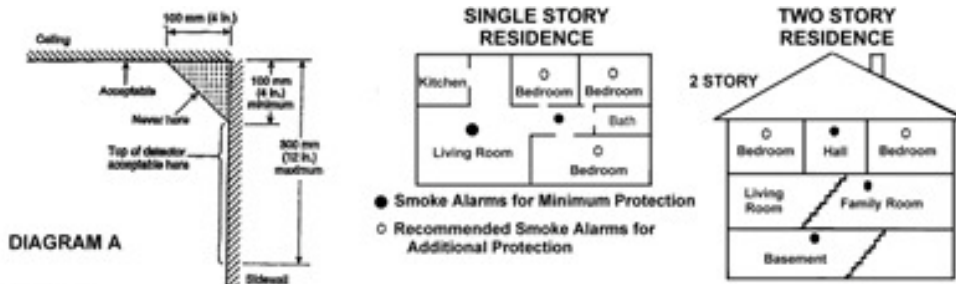 100 mm (4 in.)
Ceiling
Acceptable
Never here
100 mm
(4 in.)
minimum
Top of detector
acceptable here
300 mm
(12 in.)
maximum
DIAGRAM A
Sidewall
SINGLE STORY
RESIDENCE
Kitchen
Bedroom
Bedroom
Bath
Living Room
Bedroom
Smoke Alarms for Minimum Protection
Recommended Smoke Alarms for
Additional Protection
TWO STORY
RESIDENCE
2 STORY
Bedroom
Hall
Bedroom
Living
Room
Family Room
Basement